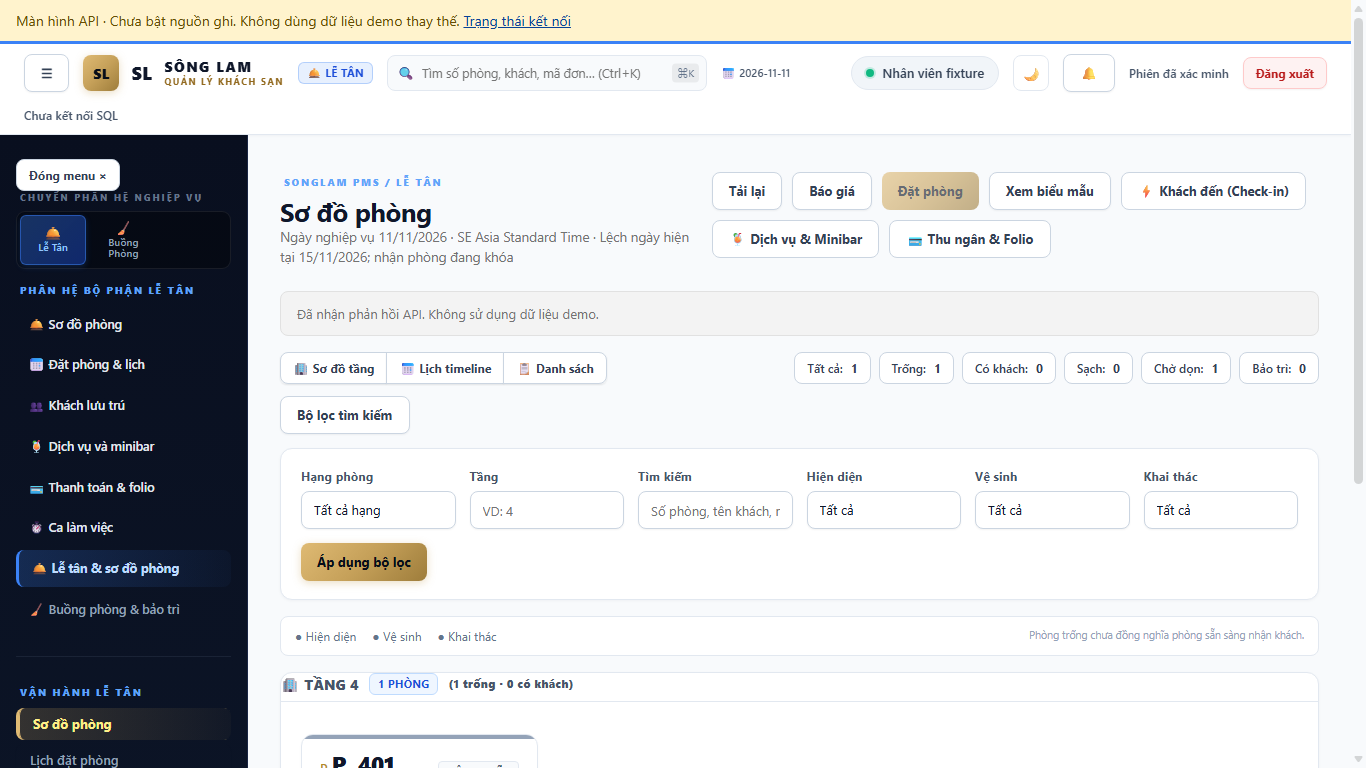 Màn hình API · Chưa bật nguồn ghi. Không dùng dữ liệu demo thay thế. Trạng thái kết nối
☰
SL
SL
SÔNG LAM
QUẢN LÝ KHÁCH SẠN
LỄ TÂN
Tìm số phòng, khách, mã đơn... (Ctrl+K)
⌘K
2026-11-11
Nhân viên fixture
Phiên đã xác minh
Đăng xuất
Chưa kết nối SQL
Đóng menu ×
CHUYỂN PHÂN HỆ NGHIỆP VỤ
Lễ Tân
Buồng
Phòng
PHÂN HỆ BỘ PHẬN LỄ TÂN
Sơ đồ phòng
Đặt phòng & lịch
Khách lưu trú
Dịch vụ và minibar
Thanh toán & folio
Ca làm việc
Lễ tân & sơ đồ phòng
Buồng phòng & bảo trì
VẬN HÀNH LỄ TÂN
Sơ đồ phòng
Lịch đặt phòng
SONGLAM PMS / LỄ TÂN
Sơ đồ phòng
Ngày nghiệp vụ 11/11/2026 · SE Asia Standard Time · Lệch ngày hiện
tại 15/11/2026; nhận phòng đang khóa
Tải lại
Báo giá
Đặt phòng
Xem biểu mẫu
Khách đến (Check-in)
Dịch vụ & Minibar
Thu ngân & Folio
Đã nhận phản hồi API. Không sử dụng dữ liệu demo.
Sơ đồ tầng
Lịch timeline
Danh sách
Tất cả: 1
Trống: 1
Có khách: 0
Sạch: 0
Chờ dọn: 1
Bảo trì: 0
Bộ lọc tìm kiếm
Hạng phòng
Tầng
Tìm kiếm
Hiện diện
Vệ sinh
Khai thác
Tất cả hạng
VD: 4
Số phòng, tên khách, r
Tất cả
Tất cả
Tất cả
Áp dụng bộ lọc
● Hiện diện
● Vệ sinh
● Khai thác
Phòng trống chưa đồng nghĩa phòng sẵn sàng nhận khách.
TẦNG 4
1 PHÒNG
(1 trống · 0 có khách)
P. 401